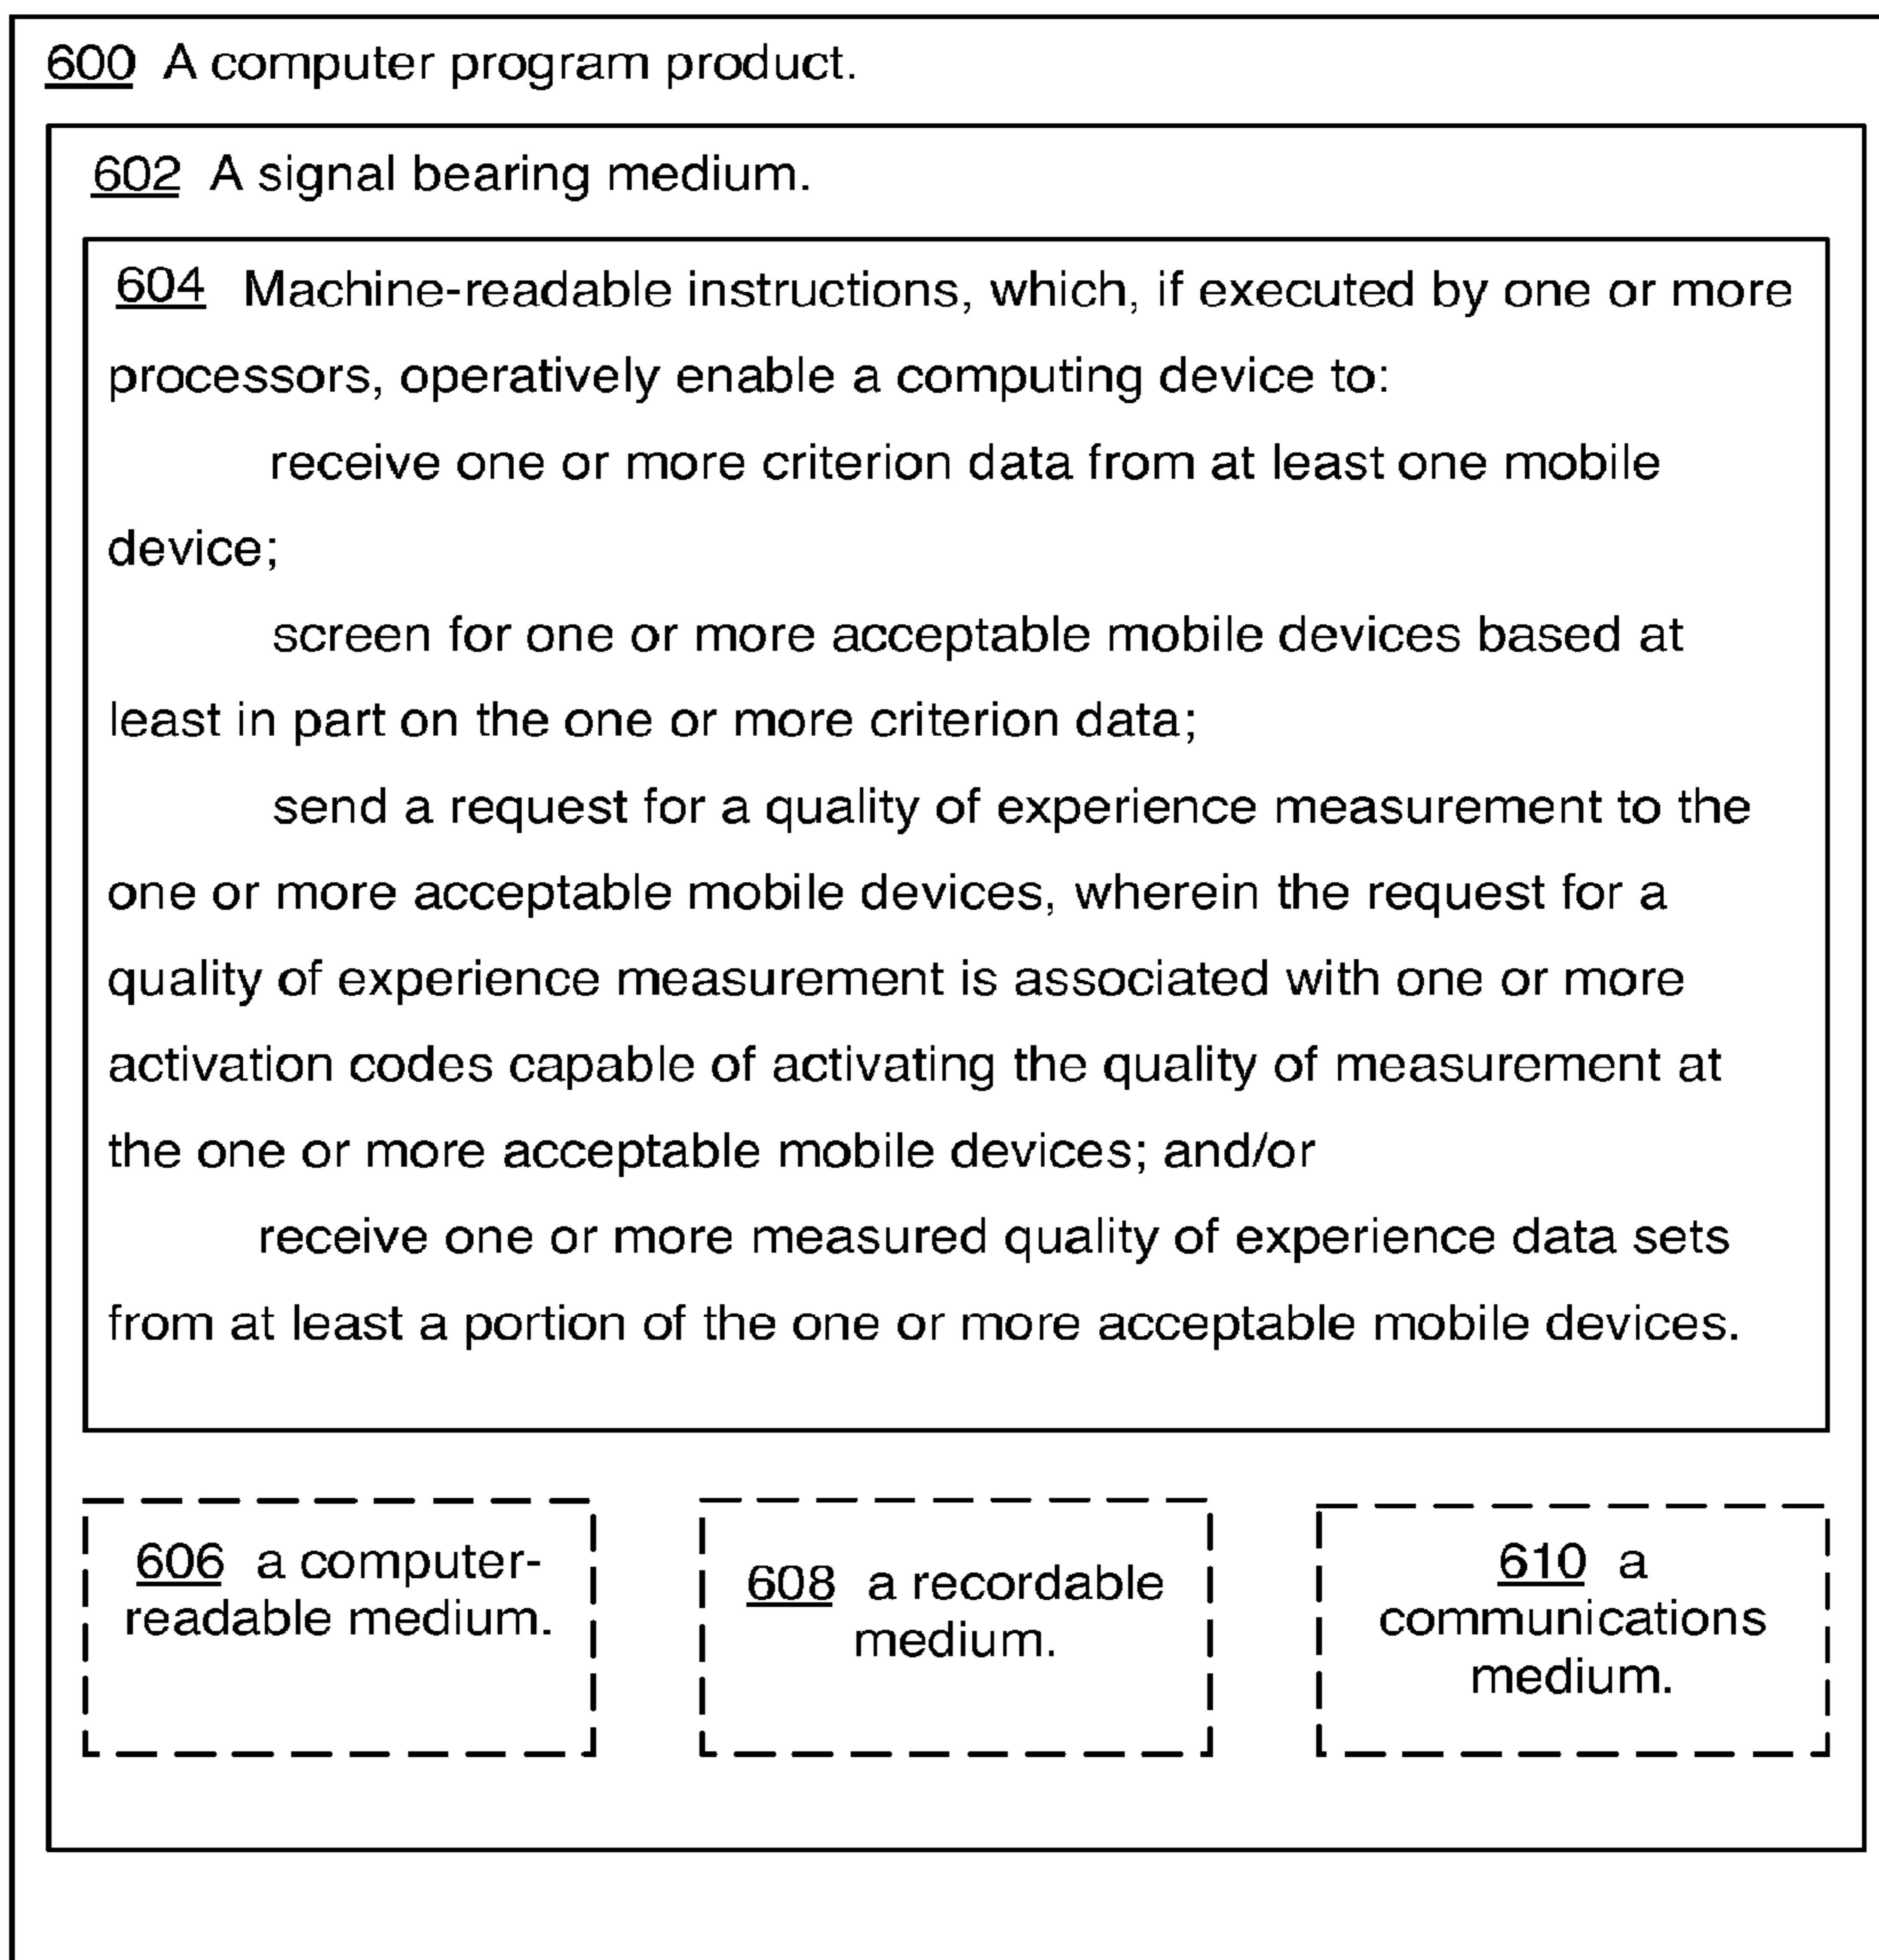 600 A computer program product.
602 A signal bearing medium.
604 Machine-readable instructions, which, if executed by one or more
processors, operatively enable a computing device to:
receive one or more criterion data from at least one mobile
device;
screen for one or more acceptable mobile devices based at
least in part on the one or more criterion data;
send a request for a quality of experience measurement to the
one or more acceptable mobile devices, wherein the request for a
quality of experience measurement is associated with one or more
activation codes capable of activating the quality of measurement at
the one or more acceptable mobile devices; and/or
receive one or more measured quality of experience data sets
from at least a portion of the one or more acceptable mobile devices.
606 a computer-
readable medium.
608 a recordable
medium.
610 a
communications
medium.